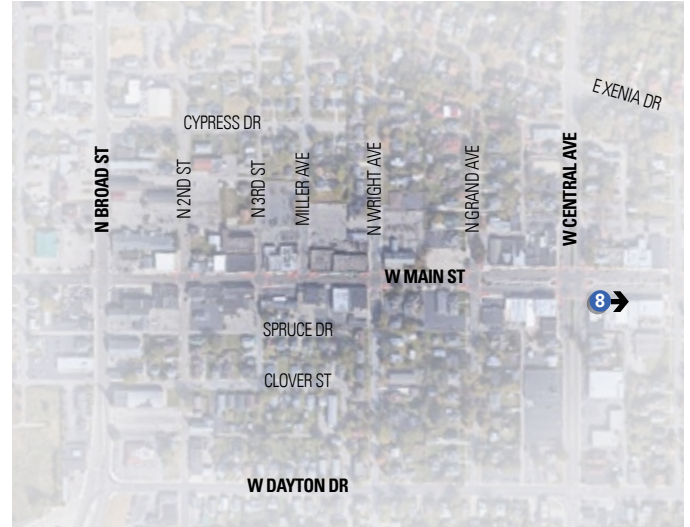 E XENIA DR
CYPRESS DR
N BROAD ST
N 2ND ST
N 3RD ST
MILLER AVE
N WRIGHT AVE
N GRAND AVE
W CENTRAL AVE
W MAIN ST
8
SPRUCE DR
CLOVER ST
W DAYTON DR